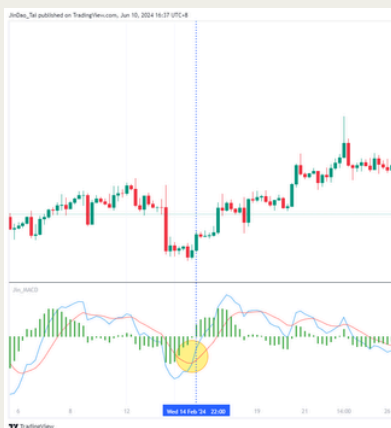 JinDao_Tai published on TradingView.com, Jun 10, 2024 16:37 UTC+8
Jin_MACD
6 8 12 Wed 14 Feb '24 22:00 19 21 16:00 26
TradingView